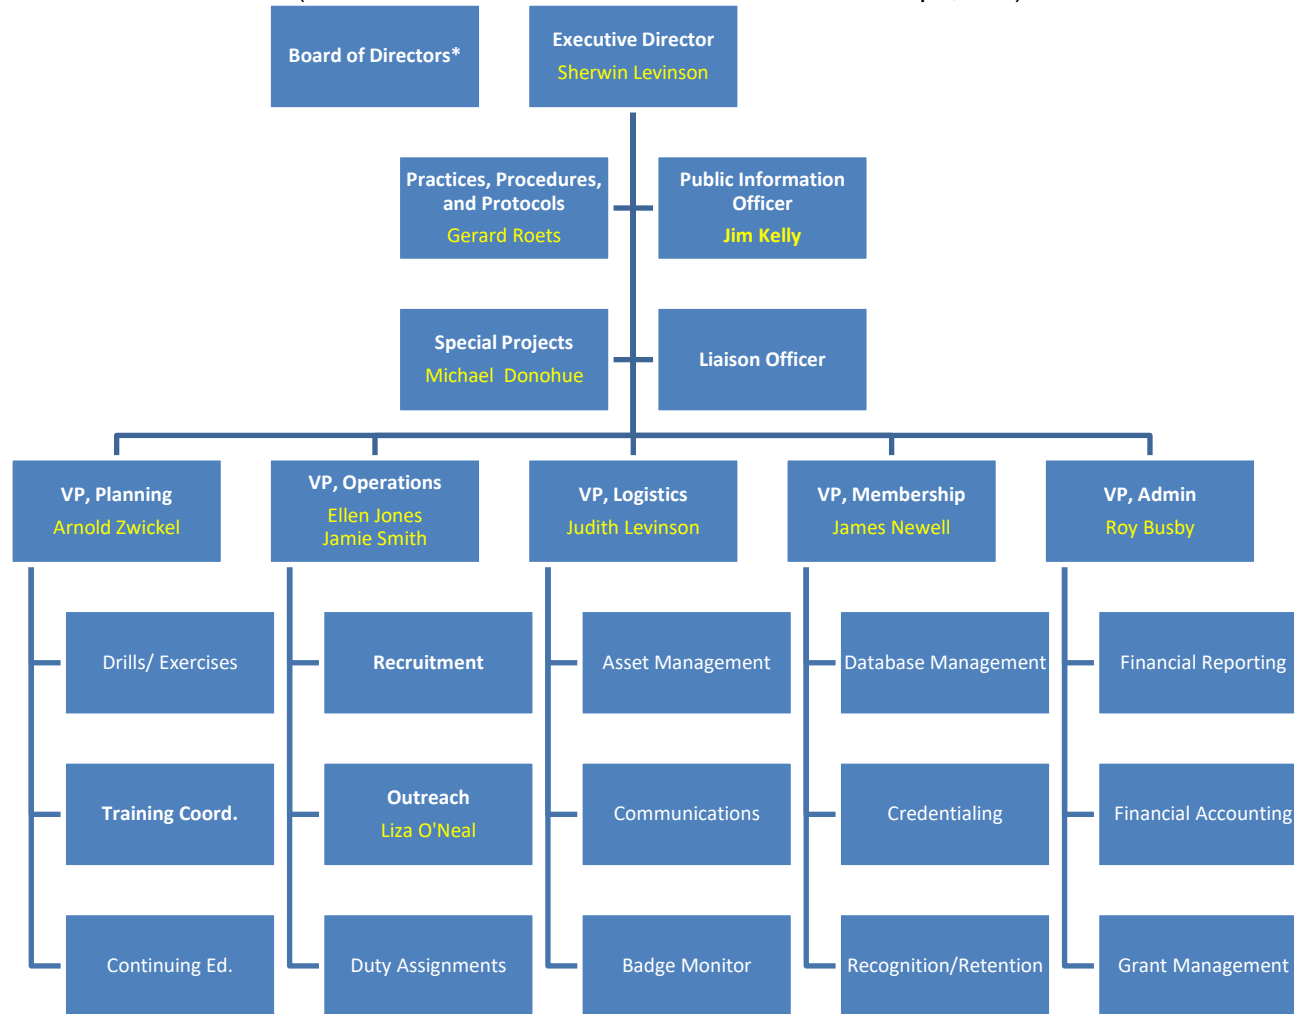 Board of Directors*
Executive Director
Sherwin Levinson
Practices, Procedures,
and Protocols
Gerard Roets
Public Information
Officer
Jim Kelly
Special Projects
Michael  Donohue
Liaison Officer
VP, Planning
Arnold Zwickel
VP, Operations
Ellen Jones
Jamie Smith
VP, Logistics
Judith Levinson
VP, Membership
James Newell
VP, Admin
Roy Busby
Drills/ Exercises
Recruitment
Asset Management
Database Management
Financial Reporting
Training Coord.
Outreach
Liza O'Neal
Communications
Credentialing
Financial Accounting
Continuing Ed.
Duty Assignments
Badge Monitor
Recognition/Retention
Grant Management